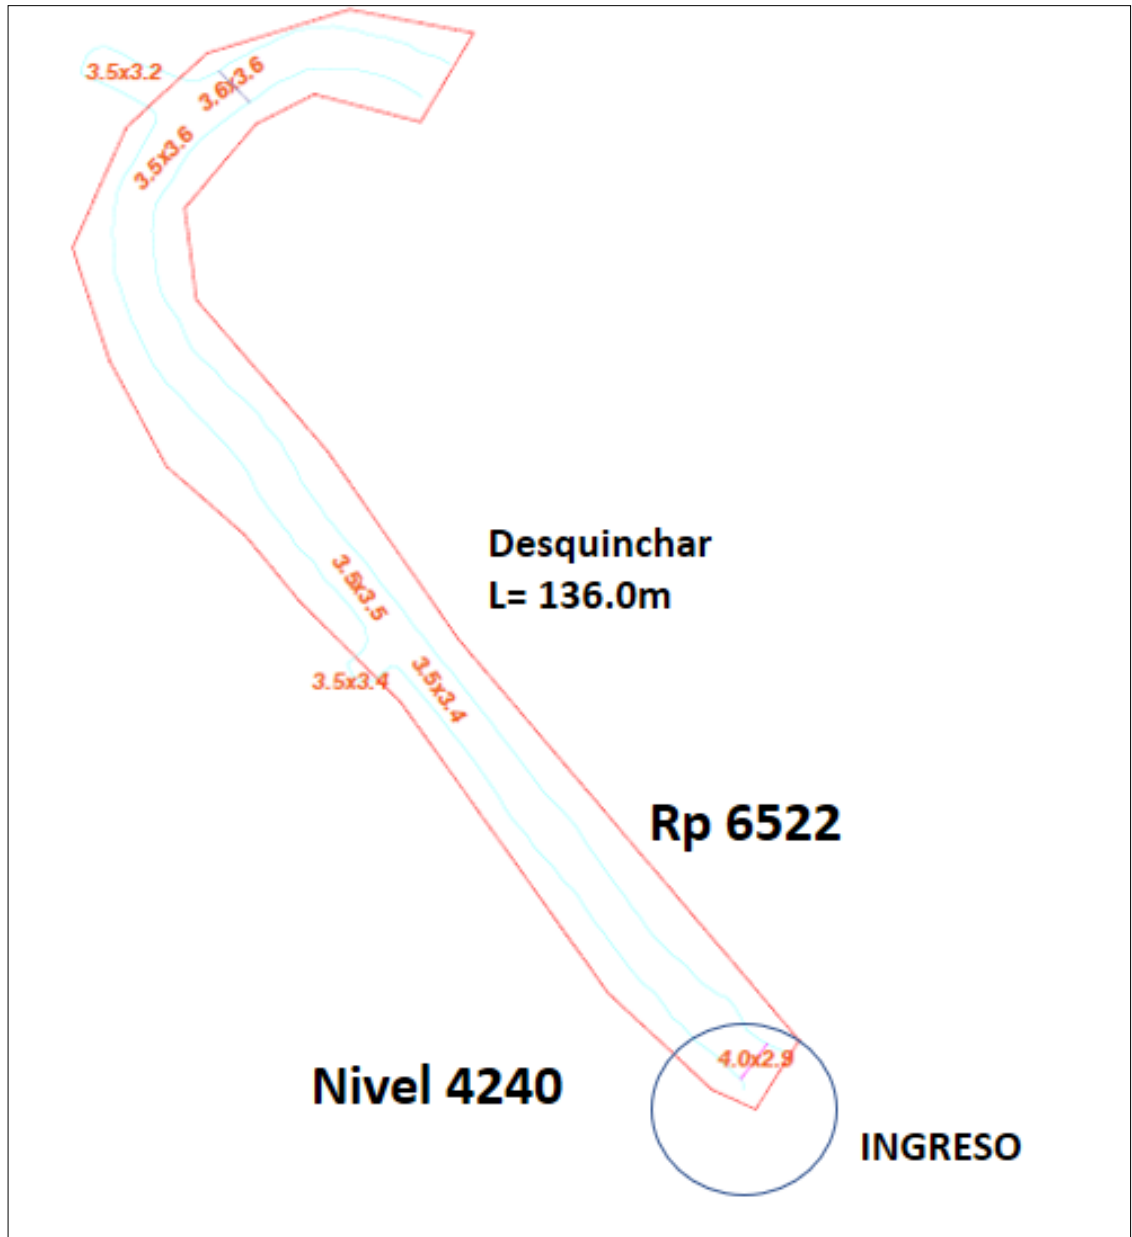 3.5x3.2
3.6x3.6
3.5x3.6
Desquinchar
L= 136.0m
3.5x3.5
3.5x3.4
3.5x3.4
Rp 6522
4.0x2.9
Nivel 4240
INGRESO